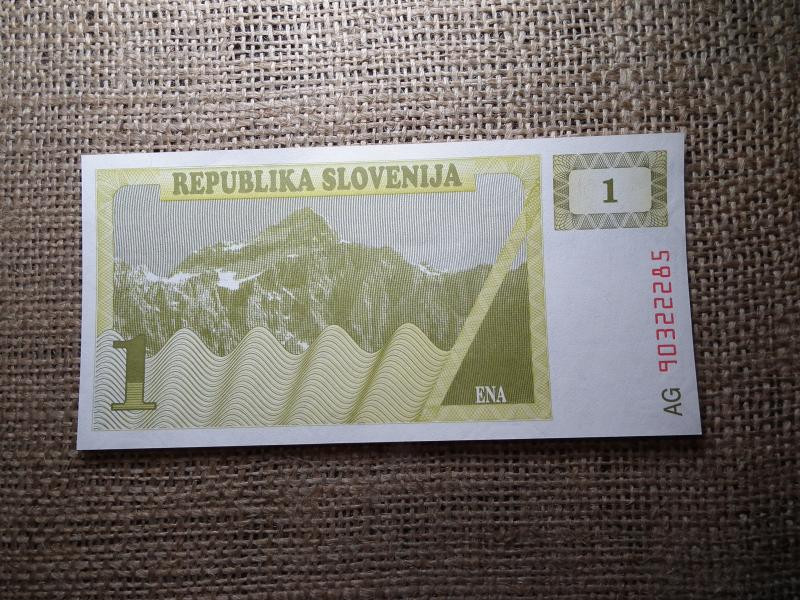 REPUBLIKA SLOVENIJA
1
1
ENA
AG 90322285